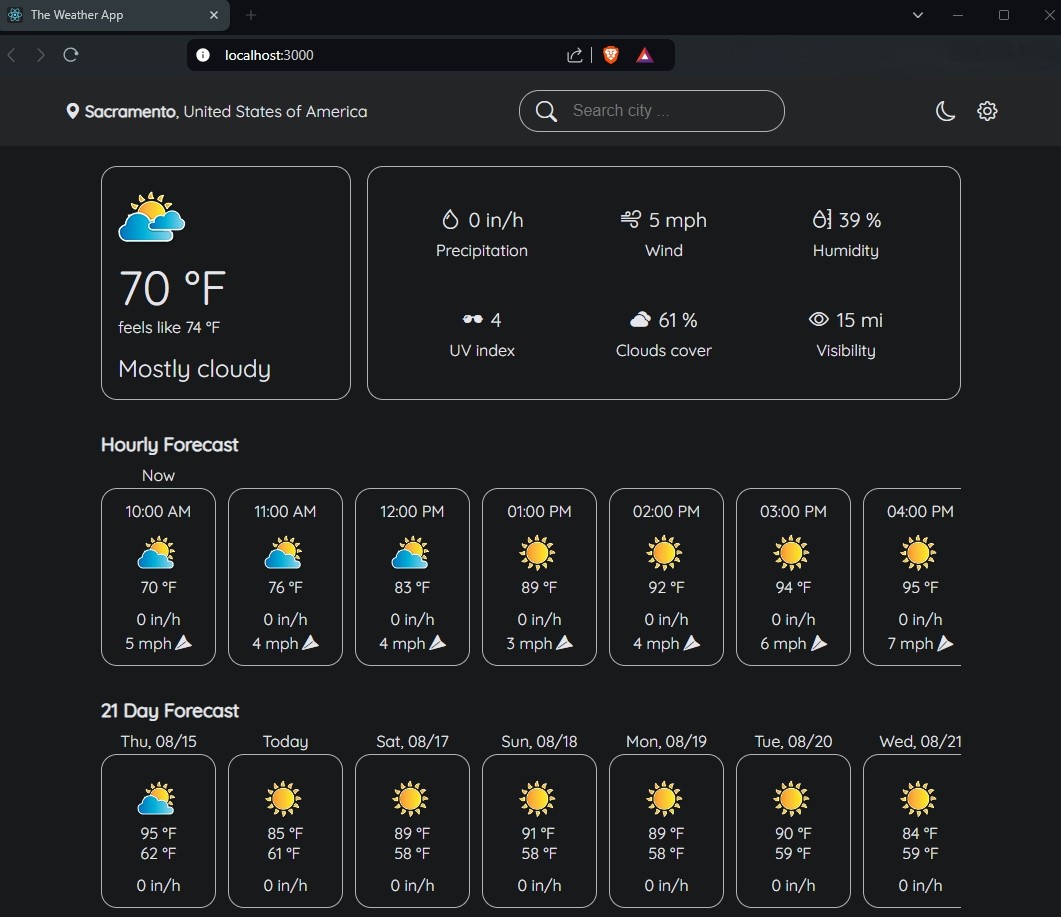 The Weather App
localhost:3000
Sacramento, United States of America
Search city ...
70 °F
feels like 74 °F
Mostly cloudy
0 in/h 5 mph 39 %
Precipitation Wind Humidity
4 61 % 15 mi
UV index Clouds cover Visibility
Hourly Forecast
Now
10:00 AM 11:00 AM 12:00 PM 01:00 PM 02:00 PM 03:00 PM 04:00 PM
70 °F 76 °F 83 °F 89 °F 92 °F 94 °F 95 °F
0 in/h 0 in/h 0 in/h 0 in/h 0 in/h 0 in/h 0 in/h
5 mph 4 mph 4 mph 3 mph 4 mph 6 mph 7 mph
21 Day Forecast
Thu, 08/15 Today Sat, 08/17 Sun, 08/18 Mon, 08/19 Tue, 08/20 Wed, 08/21
95 °F 85 °F 89 °F 91 °F 89 °F 90 °F 84 °F
62 °F 61 °F 58 °F 58 °F 58 °F 59 °F 59 °F
0 in/h 0 in/h 0 in/h 0 in/h 0 in/h 0 in/h 0 in/h